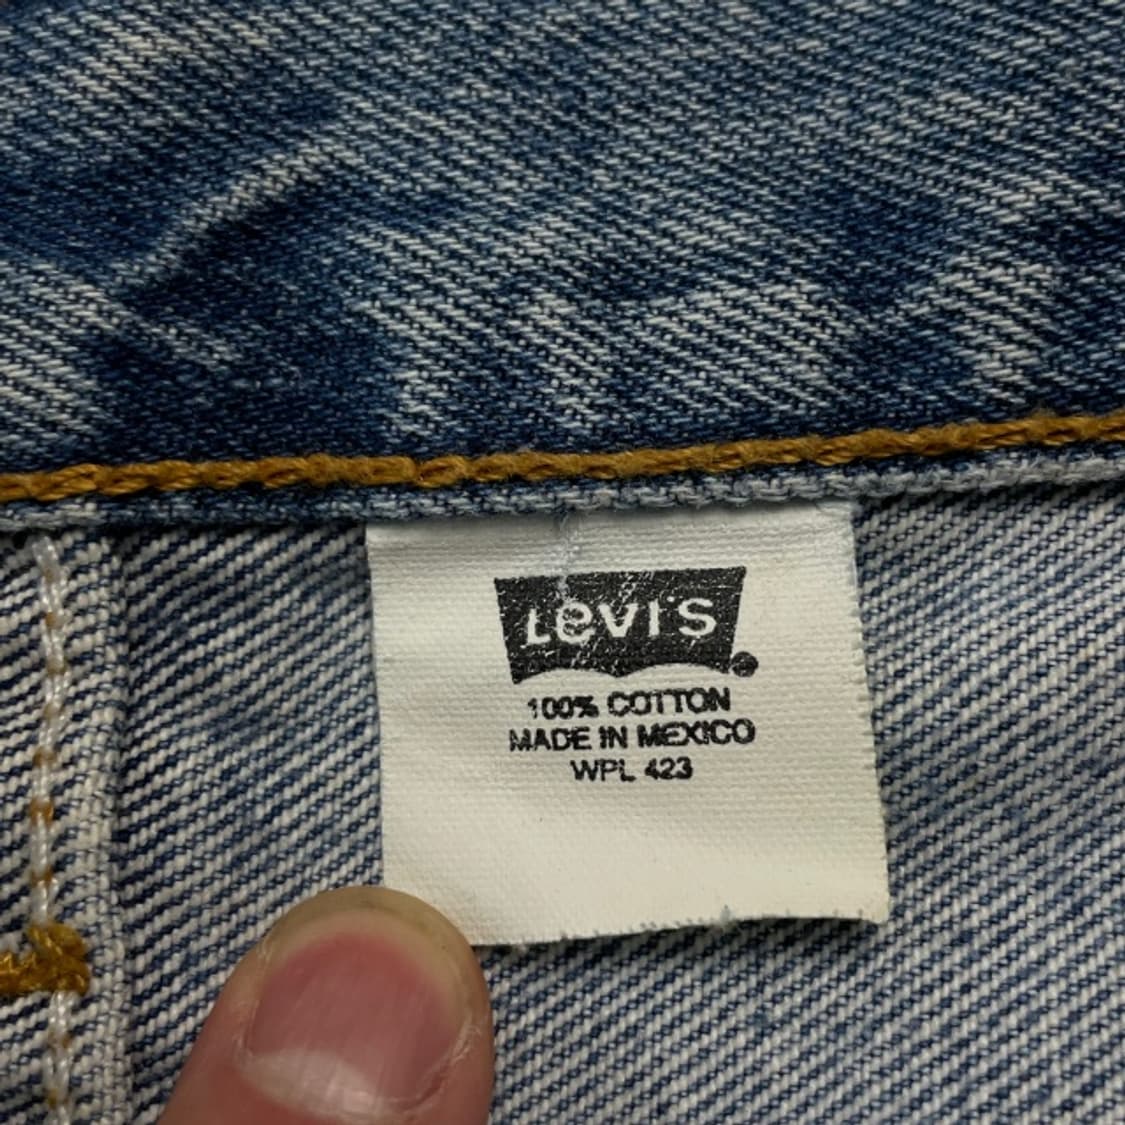 Levi's
100% COTTON
MADE IN MEXICO
WPL 423